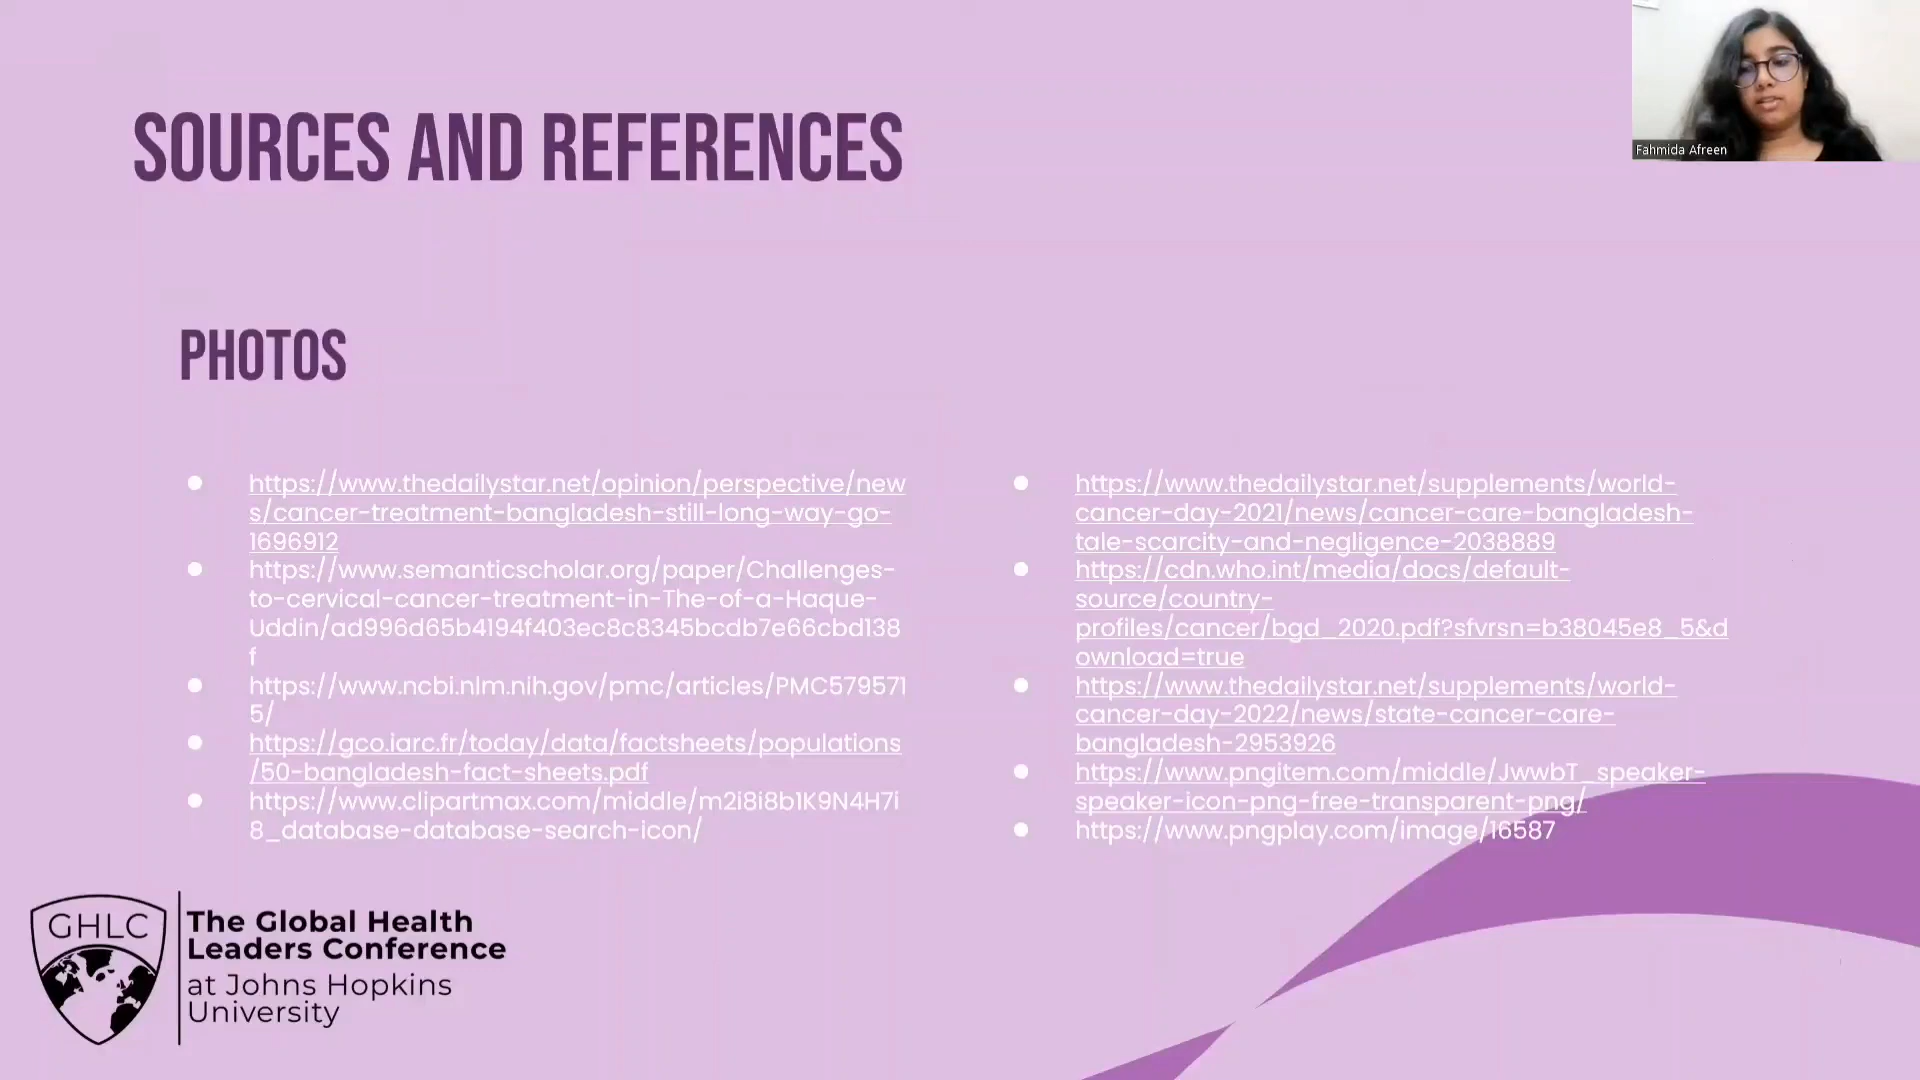 Fahmida Afreen
SOURCES AND REFERENCES
PHOTOS
https://www.thedailystar.net/opinion/perspective/new
s/cancer-treatment-bangladesh-still-long-way-go-
1696912
https://www.semanticscholar.org/paper/Challenges-
to-cervical-cancer-treatment-in-The-of-a-Haque-
Uddin/ad996d65b4194f403ec8c8345bcdb7e66cbd138
f
https://www.ncbi.nlm.nih.gov/pmc/articles/PMC579571
5/
https://gco.iarc.fr/today/data/factsheets/populations
/50-bangladesh-fact-sheets.pdf
https://www.clipartmax.com/middle/m2i8i8b1K9N4H7i
8_database-database-search-icon/
https://www.thedailystar.net/supplements/world-
cancer-day-2021/news/cancer-care-bangladesh-
tale-scarcity-and-negligence-2038889
https://cdn.who.int/media/docs/default-
source/country-
profiles/cancer/bgd_2020.pdf?sfvrsn=b38045e8_5&d
ownload=true
https://www.thedailystar.net/supplements/world-
cancer-day-2022/news/state-cancer-care-
bangladesh-2953926
https://www.pngitem.com/middle/JwwbT_speaker-
speaker-icon-png-free-transparent-png/
https://www.pngplay.com/image/16587
GHLC
The Global Health
Leaders Conference
at Johns Hopkins
University